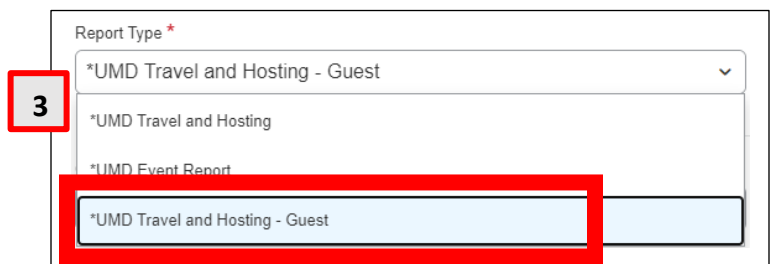 Report Type *
*UMD Travel and Hosting - Guest
3
*UMD Travel and Hosting
*UMD Event Report
*UMD Travel and Hosting - Guest